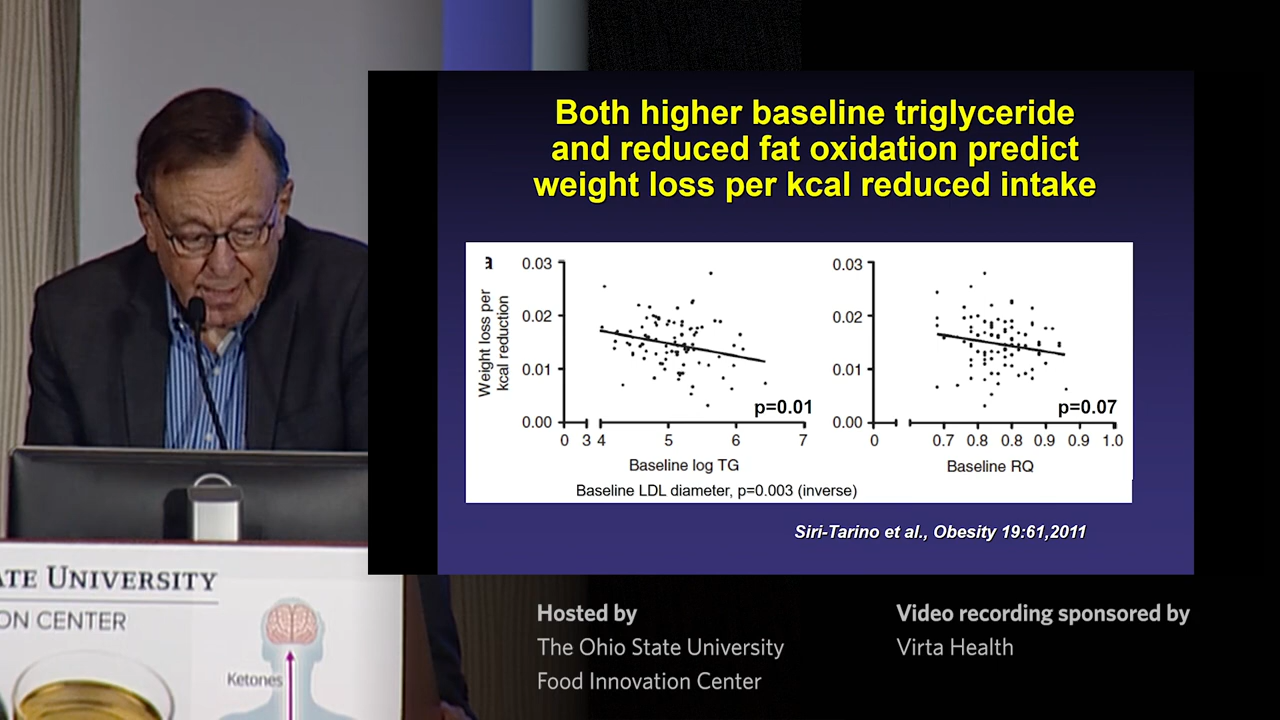 Both higher baseline triglyceride
and reduced fat oxidation predict
weight loss per kcal reduced intake
a
Weight loss per
kcal reduction
0.03
0.02
0.01
0.00
0 3 4 5 6 7
p=0.01
Baseline log TG
0.03
0.02
0.01
0.00
0 0.7 0.8 0.8 0.9 0.9 1.0
p=0.07
Baseline RQ
Baseline LDL diameter, p=0.003 (inverse)
Siri-Tarino et al., Obesity 19:61,2011
ATE UNIVERSITY
ON CENTER
Ketones
Hosted by
The Ohio State University
Food Innovation Center
Video recording sponsored by
Virta Health